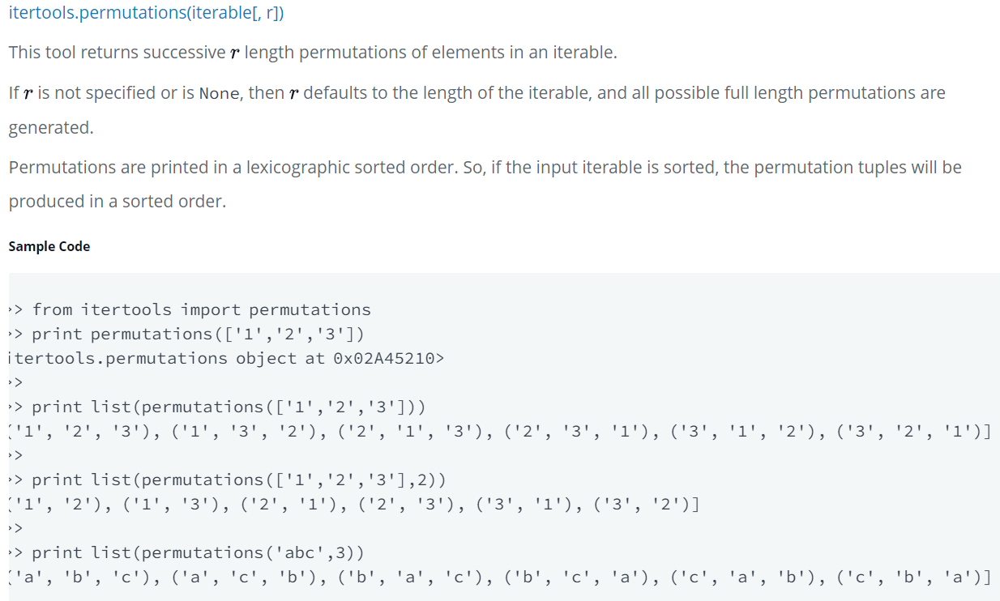 itertools.permutations(iterable[, r])
This tool returns successive r length permutations of elements in an iterable.
If r is not specified or is None, then r defaults to the length of the iterable, and all possible full length permutations are
generated.
Permutations are printed in a lexicographic sorted order. So, if the input iterable is sorted, the permutation tuples will be
produced in a sorted order.
Sample Code
>> from itertools import permutations
>> print permutations(['1','2','3'])
itertools.permutations object at 0x02A45210>
>>
>> print list(permutations(['1','2','3']))
('1', '2', '3'), ('1', '3', '2'), ('2', '1', '3'), ('2', '3', '1'), ('3', '1', '2'), ('3', '2', '1')]
>>
>> print list(permutations(['1','2','3'],2))
('1', '2'), ('1', '3'), ('2', '1'), ('2', '3'), ('3', '1'), ('3', '2')]
>>
>> print list(permutations('abc',3))
('a', 'b', 'c'), ('a', 'c', 'b'), ('b', 'a', 'c'), ('b', 'c', 'a'), ('c', 'a', 'b'), ('c', 'b', 'a')]